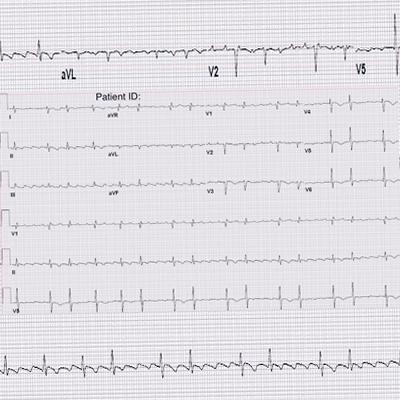 aVL V2 V5
Patient ID:
I aVR V1 V4
II aVL V2 V5
III aVF V3 V6
V1
II
V5